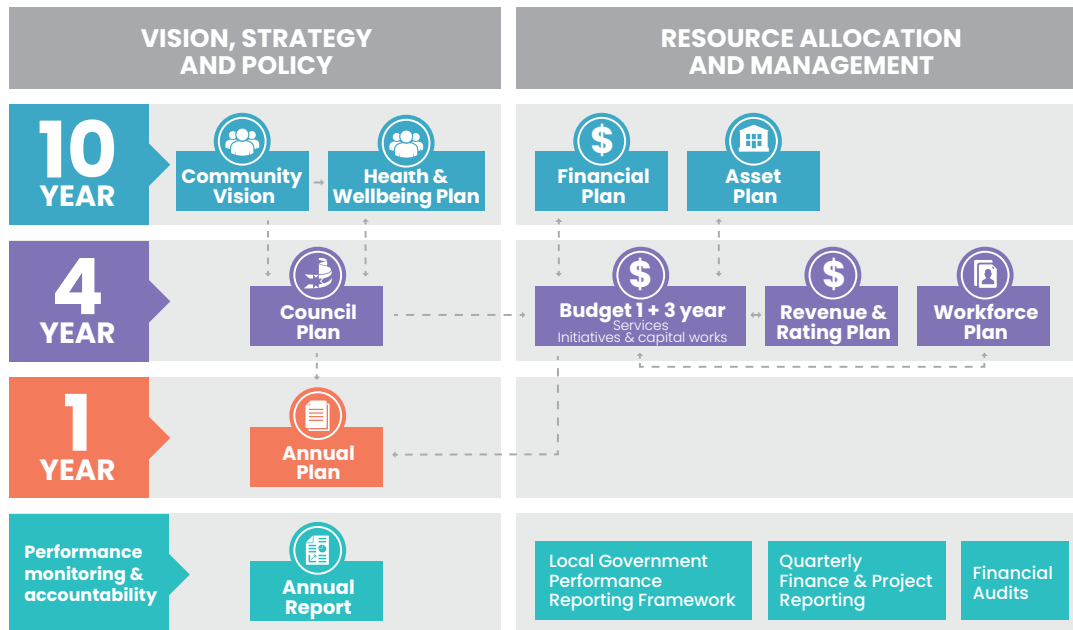 VISION, STRATEGY
AND POLICY
RESOURCE ALLOCATION
AND MANAGEMENT
10
YEAR
Community
Vision
Health &
Wellbeing Plan
$
Financial
Plan
Asset
Plan
4
YEAR
Council
Plan
$
Budget 1 + 3 year
Services
Initiatives & capital works
$
Revenue &
Rating Plan
Workforce
Plan
1
YEAR
Annual
Plan
Performance
monitoring &
accountability
Annual
Report
Local Government
Performance
Reporting Framework
Quarterly
Finance & Project
Reporting
Financial
Audits